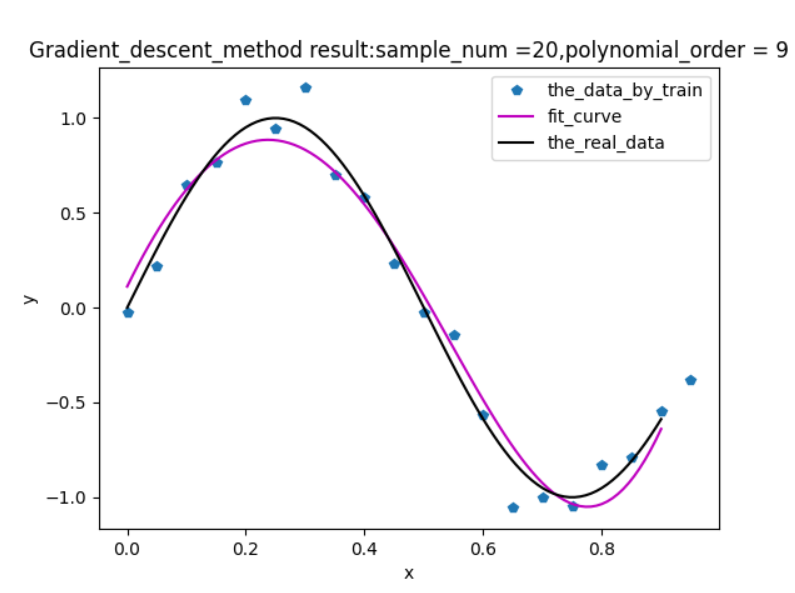 Gradient_descent_method result:sample_num =20,polynomial_order = 9
the_data_by_train
fit_curve
the_real_data
1.0
0.5
0.0
−0.5
−1.0
y
0.0 0.2 0.4 0.6 0.8
x